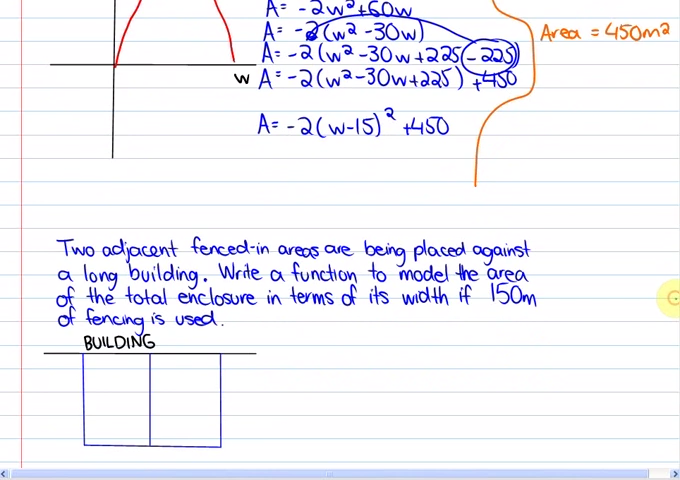 A= -2w²+60w
A= -2(w²-30w)
A= -2(w²-30w+225-225)
A= -2(w²-30w+225) +450
A= -2(w-15)² +450
Area = 450m²
w
Two adjacent fenced-in areas are being placed against
a long building. Write a function to model the area
of the total enclosure in terms of its width if 150m
of fencing is used.
BUILDING